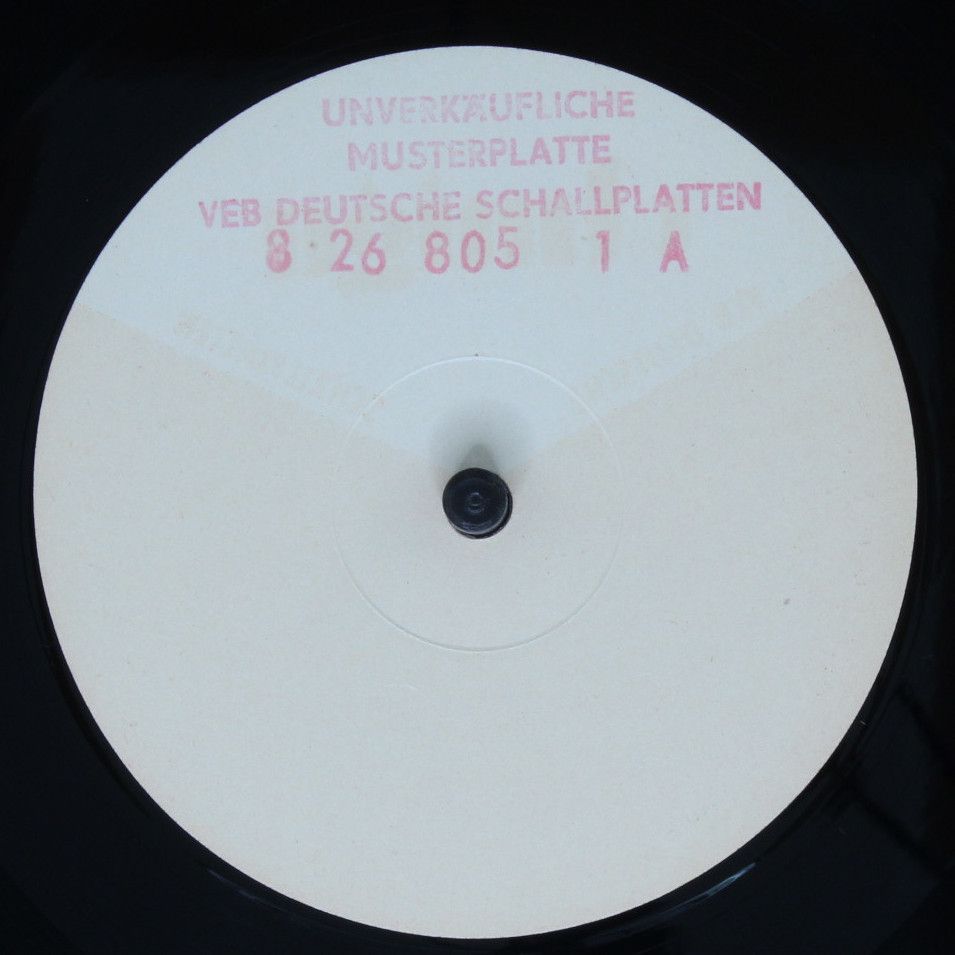 UNVERKÄUFLICHE
MUSTERPLATTE
VEB DEUTSCHE SCHALLPLATTEN
8 26 805 1 A